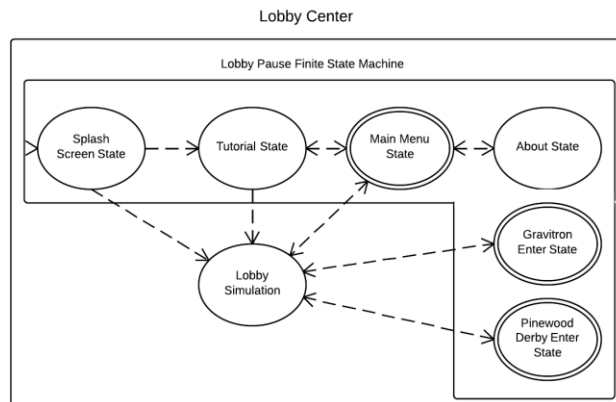 Lobby Center
Lobby Pause Finite State Machine
Splash
Screen State
Tutorial State
Main Menu
State
About State
Gravitron
Enter State
Lobby
Simulation
Pinewood
Derby Enter
State